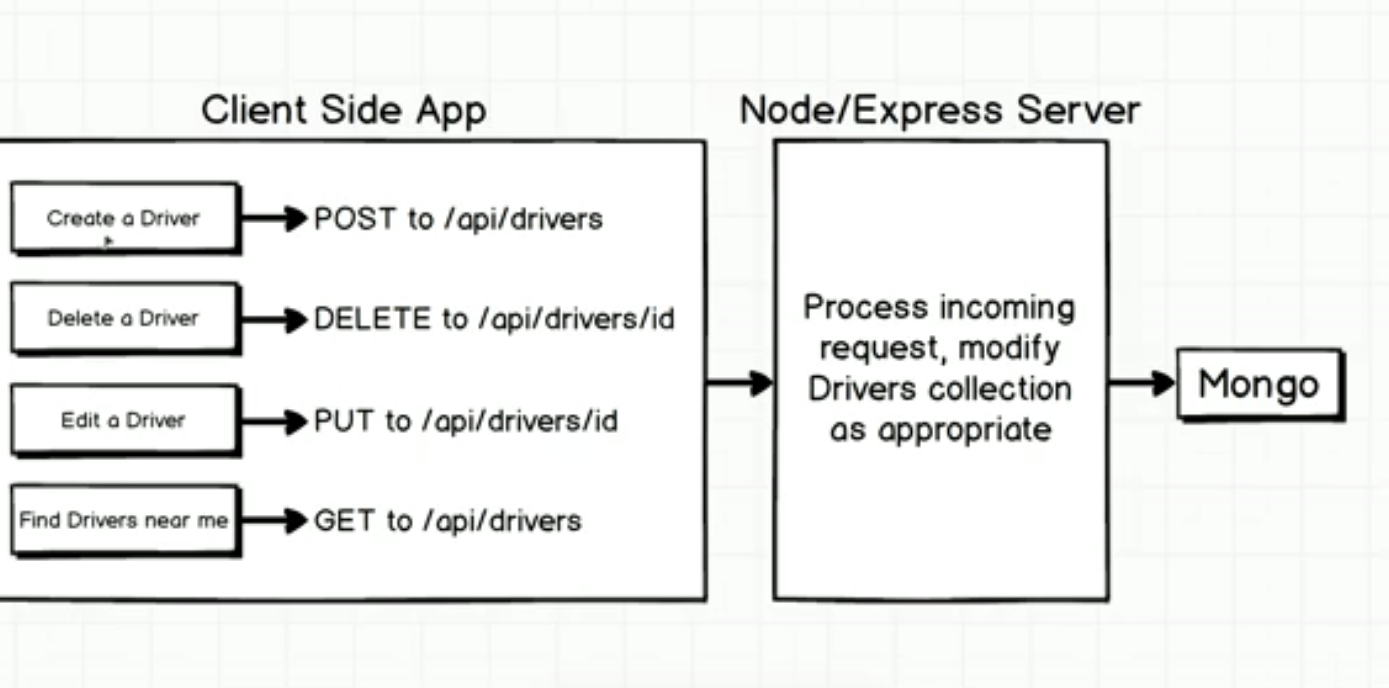 Client Side App
Node/Express Server
Create a Driver
POST to /api/drivers
Delete a Driver
DELETE to /api/drivers/id
Edit a Driver
PUT to /api/drivers/id
Find Drivers near me
GET to /api/drivers
Process incoming
request, modify
Drivers collection
as appropriate
Mongo